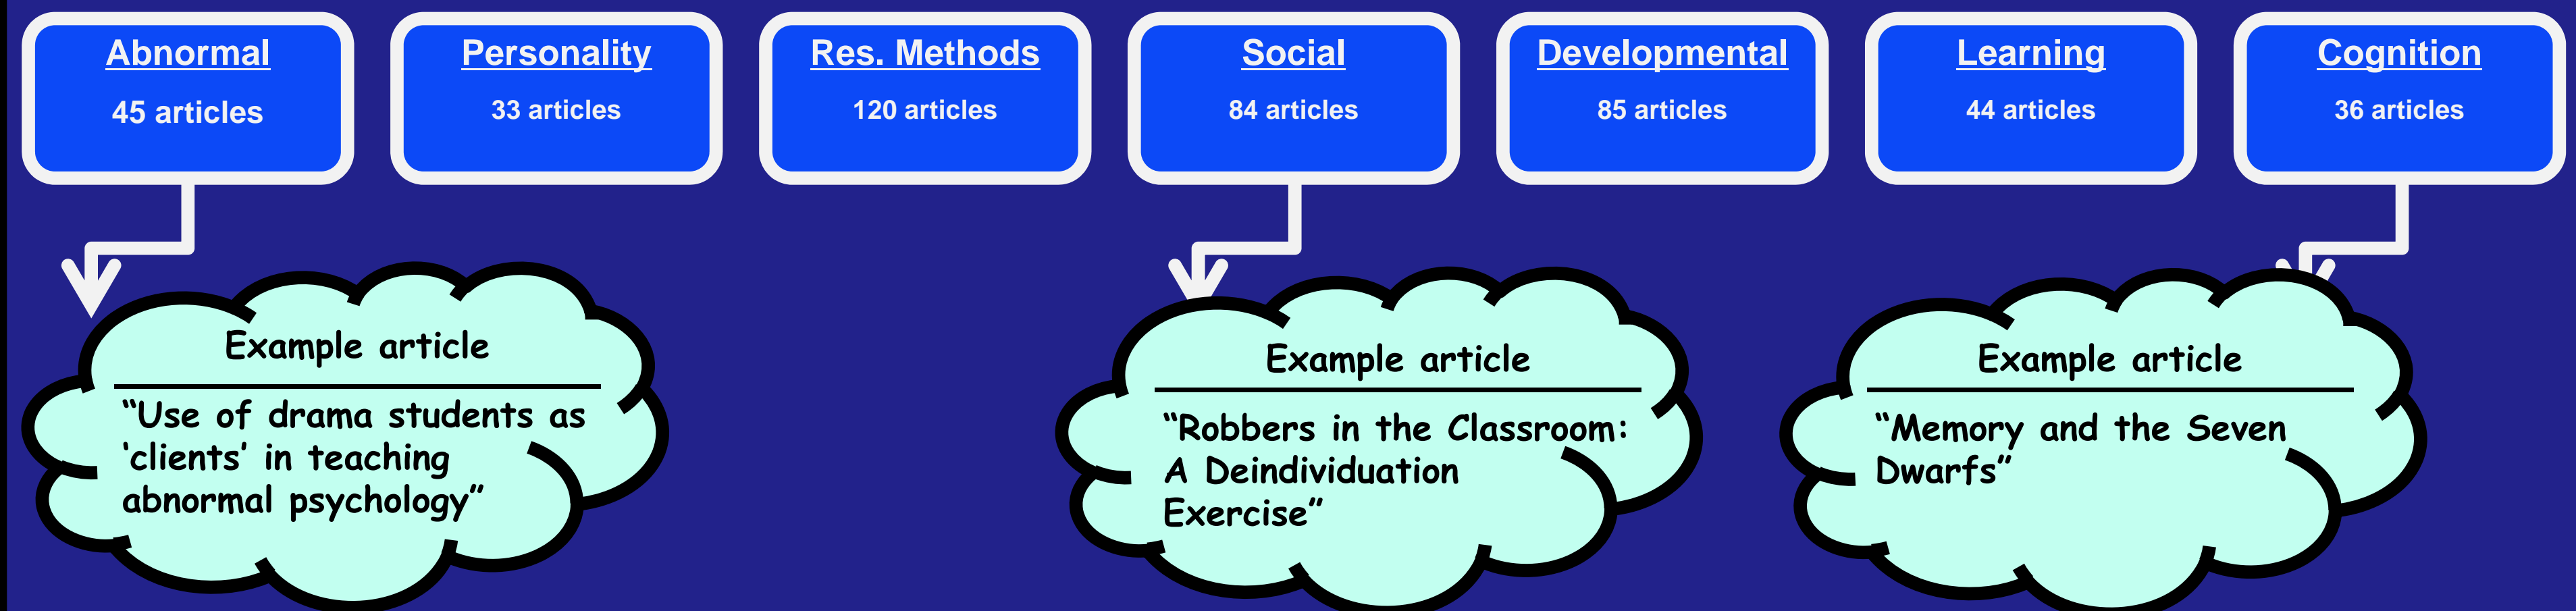 Abnormal
45 articles
Personality
33 articles
Res. Methods
120 articles
Social
84 articles
Developmental
85 articles
Learning
44 articles
Cognition
36 articles
Example article
“Use of drama students as
‘clients’ in teaching
abnormal psychology”
Example article
“Robbers in the Classroom:
A Deindividuation
Exercise”
Example article
“Memory and the Seven
Dwarfs”